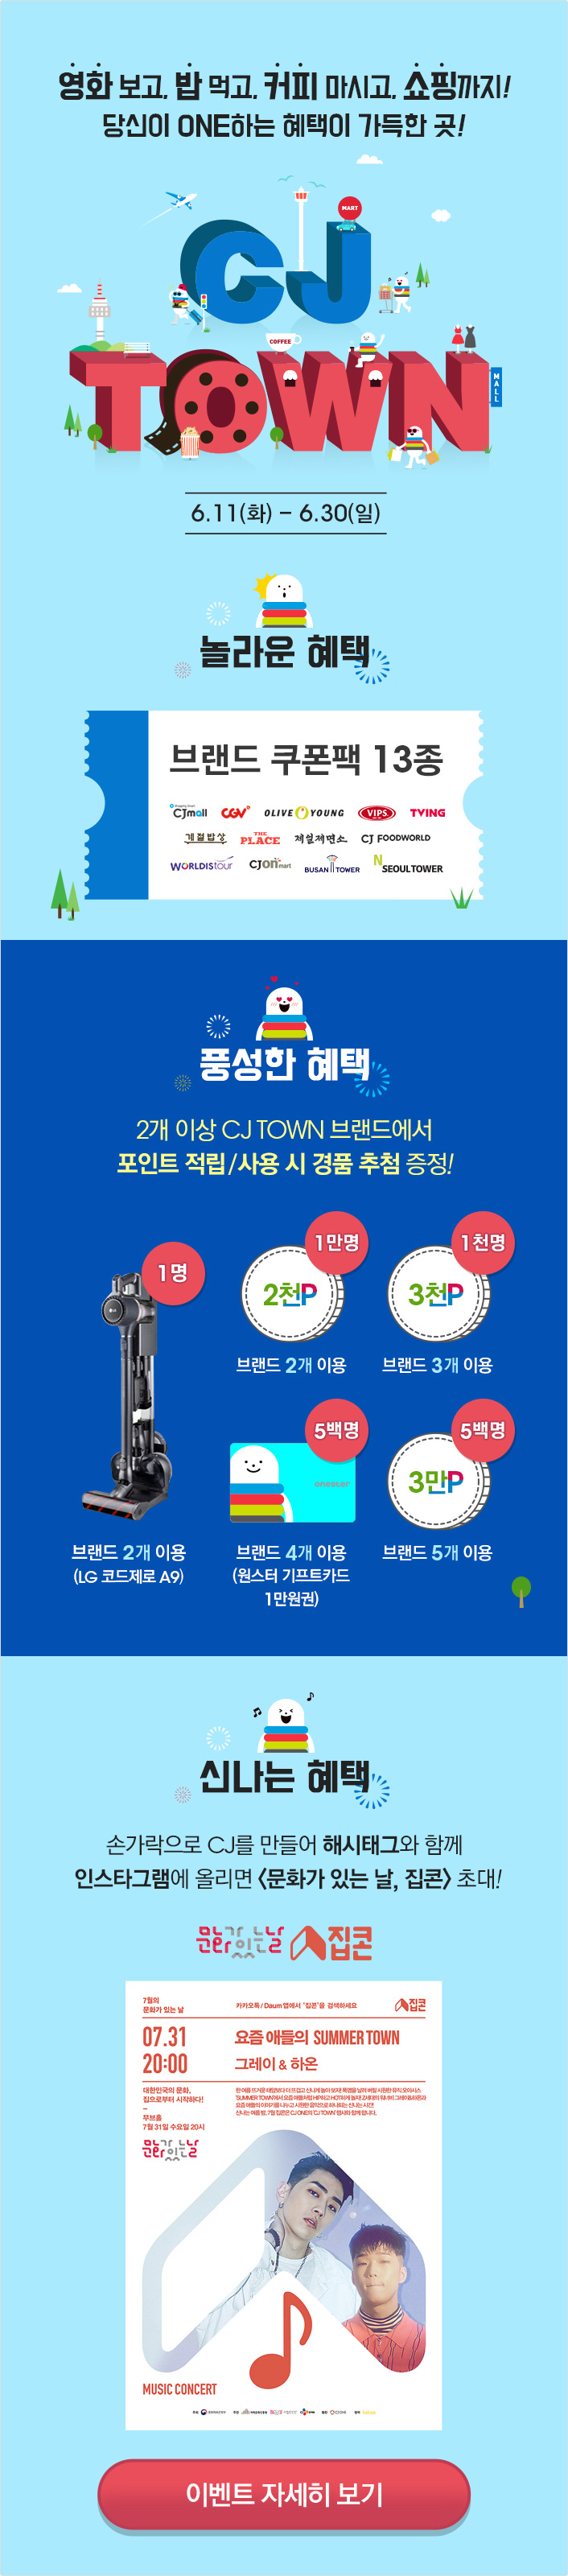 영화 보고, 밥 먹고, 커피 마시고, 쇼핑까지!
당신이 ONE하는 혜택이 가득한 곳!
MART
CJ
COFFEE
TOWN
MALL
6.11(화) – 6.30(일)
놀라운 혜택
브랜드 쿠폰팩 13종
CJmall CGV OLIVE YOUNG VIPS TVING
계절밥상 THE PLACE 제일제면소 CJ FOODWORLD
WORLDIStour CJOnmart BUSAN TOWER N SEOULTOWER
풍성한 혜택
2개 이상 CJ TOWN 브랜드에서
포인트 적립/사용 시 경품 추첨 증정!
1명
브랜드 2개 이용
(LG 코드제로 A9)
1만명
2천P
브랜드 2개 이용
1천명
3천P
브랜드 3개 이용
5백명
onestar
브랜드 4개 이용
(원스터 기프트카드
1만원권)
5백명
3만P
브랜드 5개 이용
신나는 혜택
손가락으로 CJ를 만들어 해시태그와 함께
인스타그램에 올리면 <문화가 있는 날, 집콘> 초대!
문화가있는날 집콘
7월의
문화가 있는 날
카카오톡 / Daum 앱에서 "집콘"을 검색하세요
집콘
07.31
20:00
요즘 애들의 SUMMER TOWN
그레이 & 하온
대한민국의 문화,
집으로부터 시작하다!
무브홀
7월 31일 수요일 20시
문화가있는날
MUSIC CONCERT
이벤트 자세히 보기